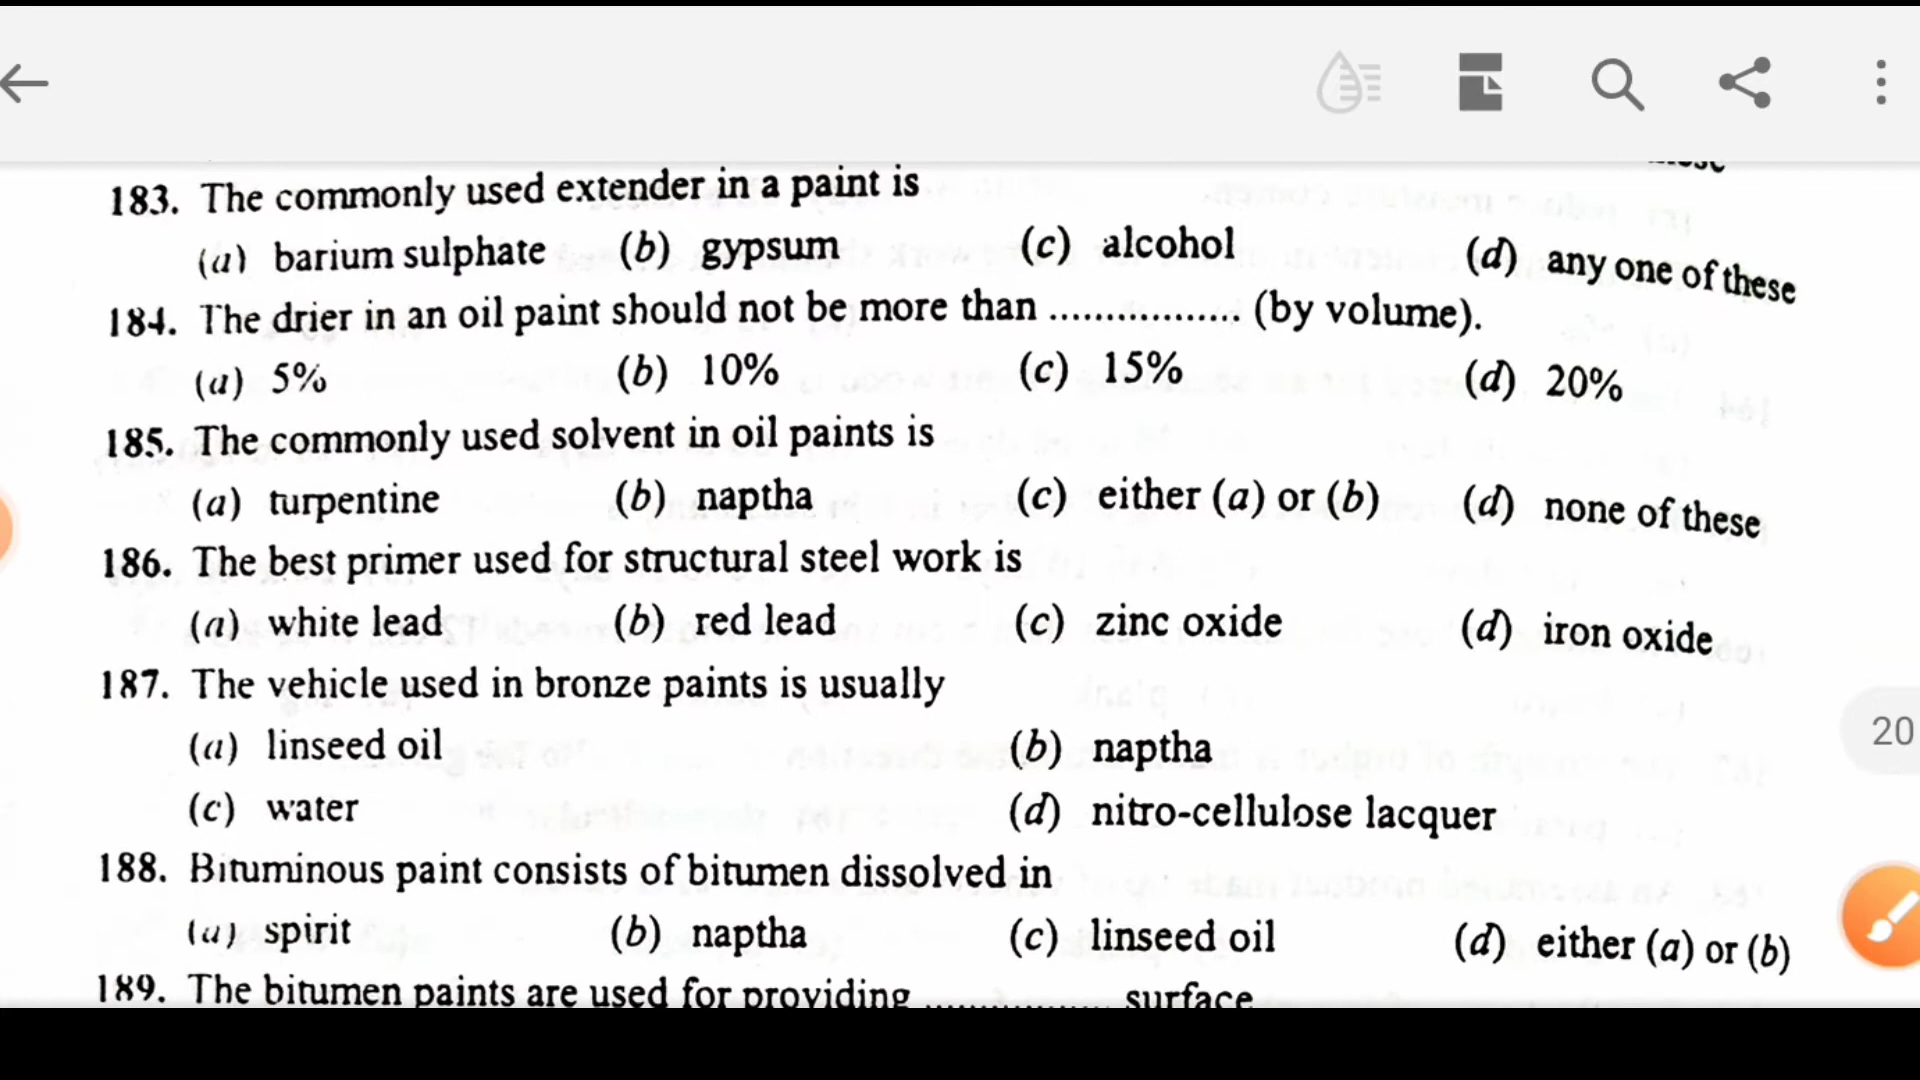 183. The commonly used extender in a paint is
(a) barium sulphate (b) gypsum (c) alcohol (d) any one of these
184. The drier in an oil paint should not be more than ................ (by volume).
(a) 5% (b) 10% (c) 15% (d) 20%
185. The commonly used solvent in oil paints is
(a) turpentine (b) naptha (c) either (a) or (b) (d) none of these
186. The best primer used for structural steel work is
(a) white lead (b) red lead (c) zinc oxide (d) iron oxide
187. The vehicle used in bronze paints is usually
(a) linseed oil (b) naptha
(c) water (d) nitro-cellulose lacquer
20
188. Bituminous paint consists of bitumen dissolved in
(a) spirit (b) naptha (c) linseed oil (d) either (a) or (b)
189. The bitumen paints are used for providing ................ surface